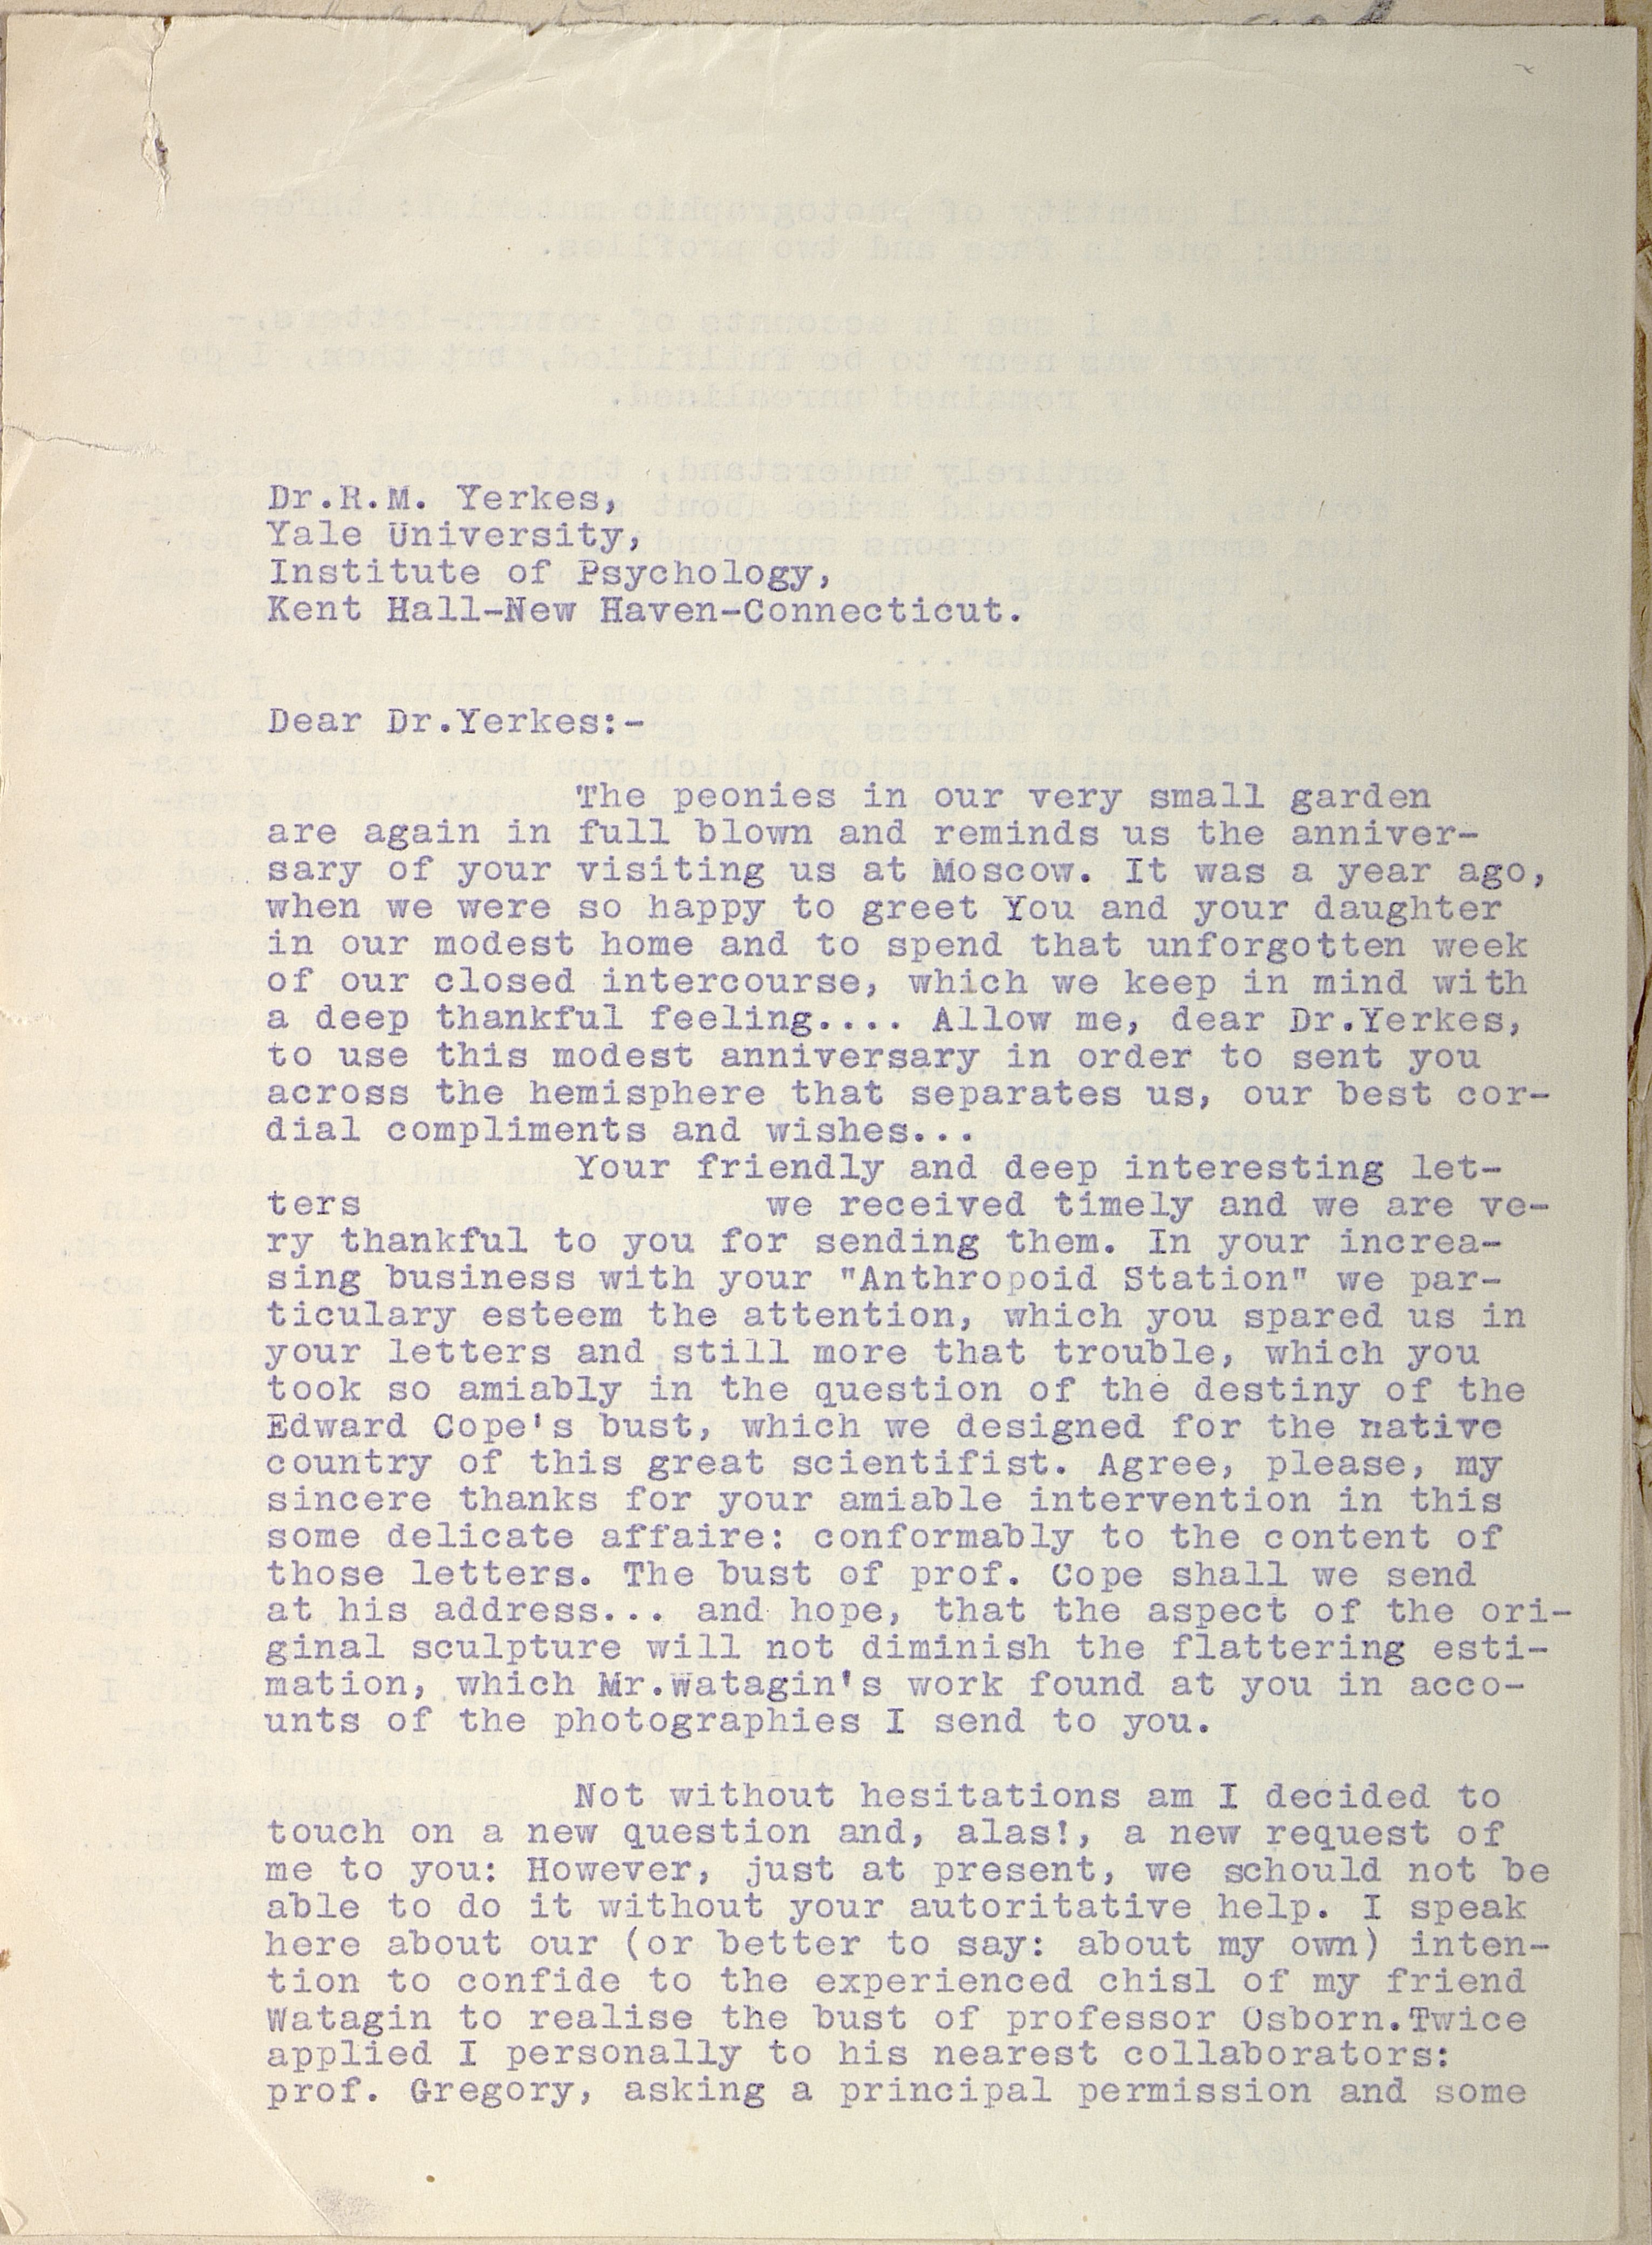 Dr.R.M. Yerkes,
Yale University,
Institute of Psychology,
Kent Hall-New Haven-Connecticut.
Dear Dr.Yerkes:-
The peonies in our very small garden
are again in full blown and reminds us the anniver-
sary of your visiting us at Moscow. It was a year ago,
when we were so happy to greet You and your daughter
in our modest home and to spend that unforgotten week
of our closed intercourse, which we keep in mind with
a deep thankful feeling.... Allow me, dear Dr.Yerkes,
to use this modest anniversary in order to sent you
across the hemisphere that separates us, our best cor-
dial compliments and wishes...
Your friendly and deep interesting let-
ters we received timely and we are ve-
ry thankful to you for sending them. In your increa-
sing business with your "Anthropoid Station" we par-
ticulary esteem the attention, which you spared us in
your letters and still more that trouble, which you
took so amiably in the question of the destiny of the
Edward Cope's bust, which we designed for the native
country of this great scientifist. Agree, please, my
sincere thanks for your amiable intervention in this
some delicate affaire: conformably to the content of
those letters. The bust of prof. Cope shall we send
at his address... and hope, that the aspect of the ori-
ginal sculpture will not diminish the flattering esti-
mation, which Mr.Watagin's work found at you in acco-
unts of the photographies I send to you.
Not without hesitations am I decided to
touch on a new question and, alas!, a new request of
me to you: However, just at present, we schould not be
able to do it without your autoritative help. I speak
here about our (or better to say: about my own) inten-
tion to confide to the experienced chisl of my friend
Watagin to realise the bust of professor Osborn.Twice
applied I personally to his nearest collaborators:
prof. Gregory, asking a principal permission and some